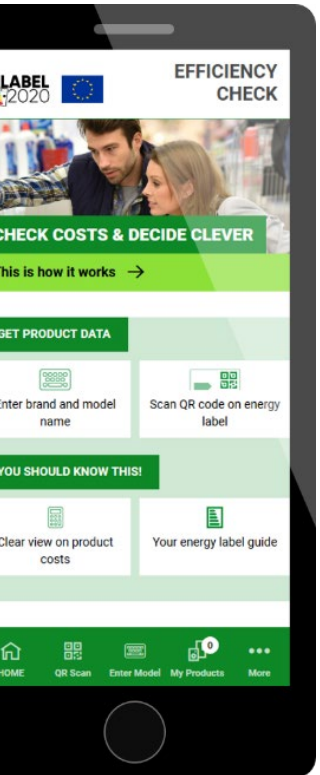 LABEL
2020
EFFICIENCY
CHECK
CHECK COSTS & DECIDE CLEVER
This is how it works →
GET PRODUCT DATA
Enter brand and model
name
Scan QR code on energy
label
YOU SHOULD KNOW THIS!
Clear view on product
costs
Your energy label guide
0
HOME
QR Scan
Enter Model
My Products
More